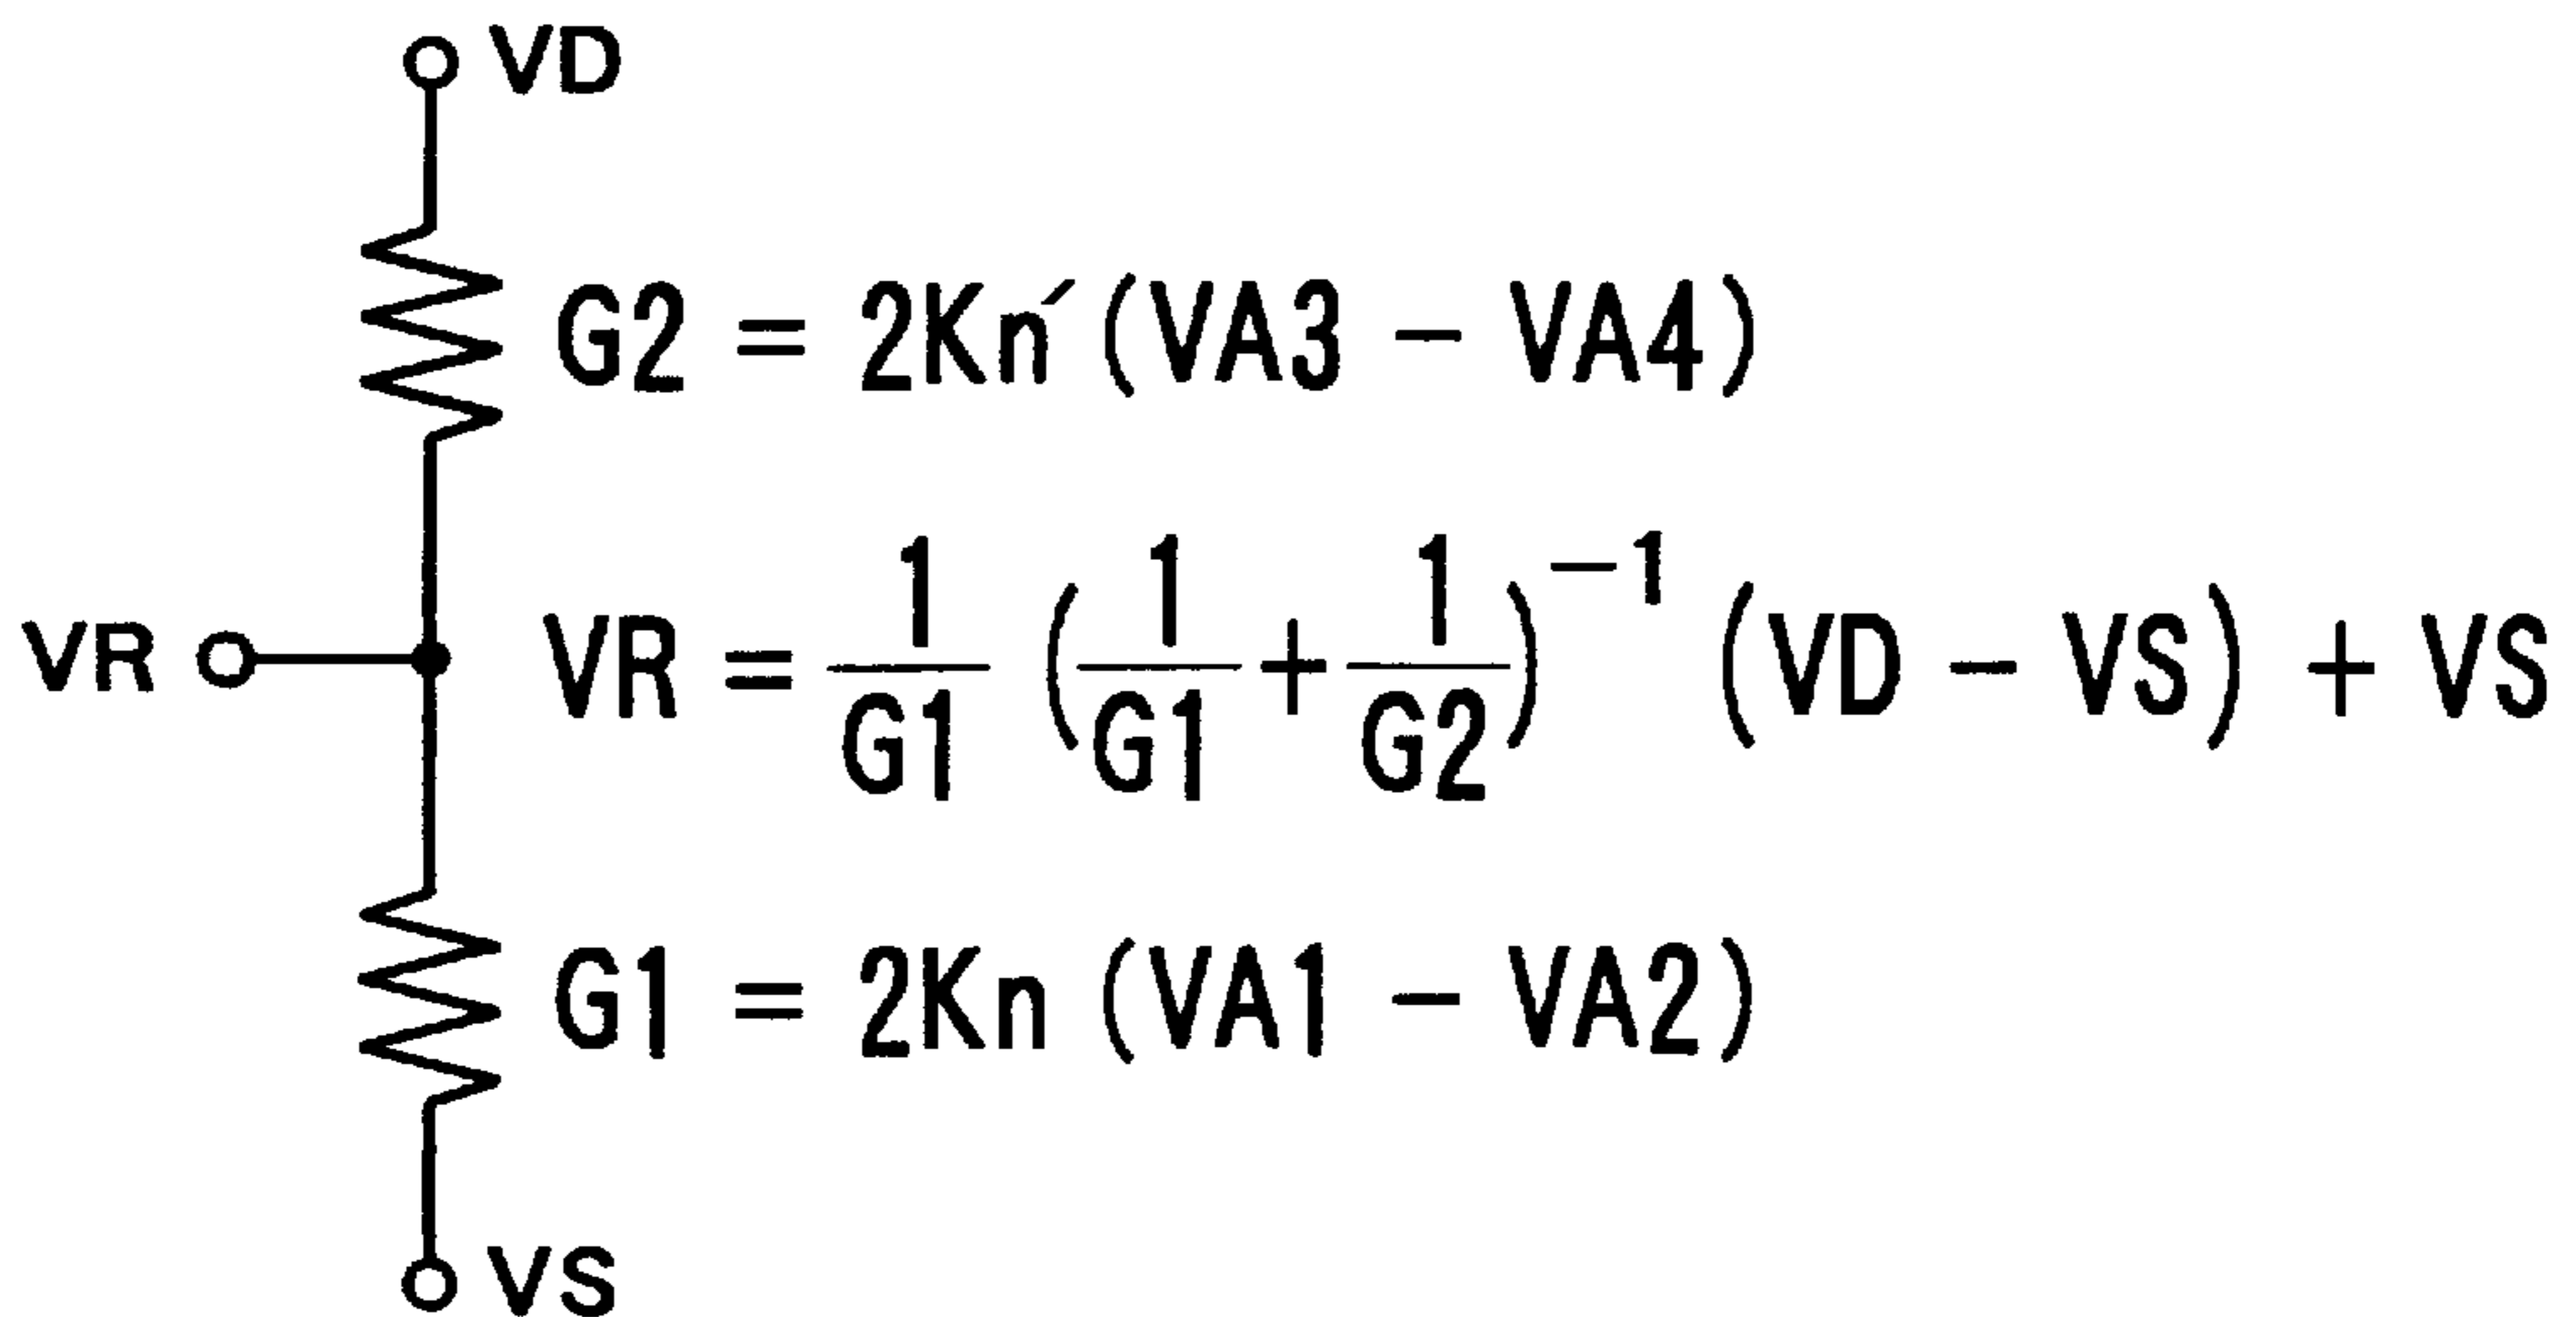 VD
G2 = 2Kn′(VA3 − VA4)
VR
VR = 1/G1 (1/G1 + 1/G2)^−1 (VD − VS) + VS
G1 = 2Kn (VA1 − VA2)
VS